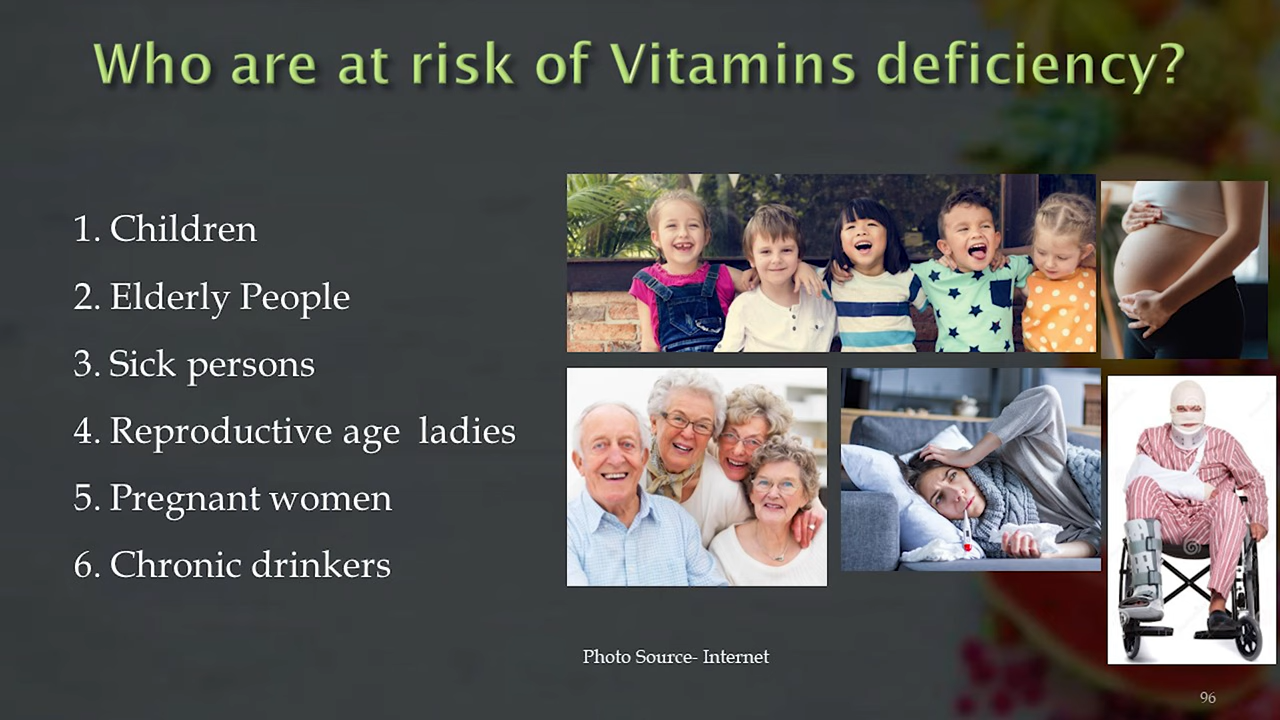 Who are at risk of Vitamins deficiency?
1. Children
2. Elderly People
3. Sick persons
4. Reproductive age ladies
5. Pregnant women
6. Chronic drinkers
Photo Source- Internet
96